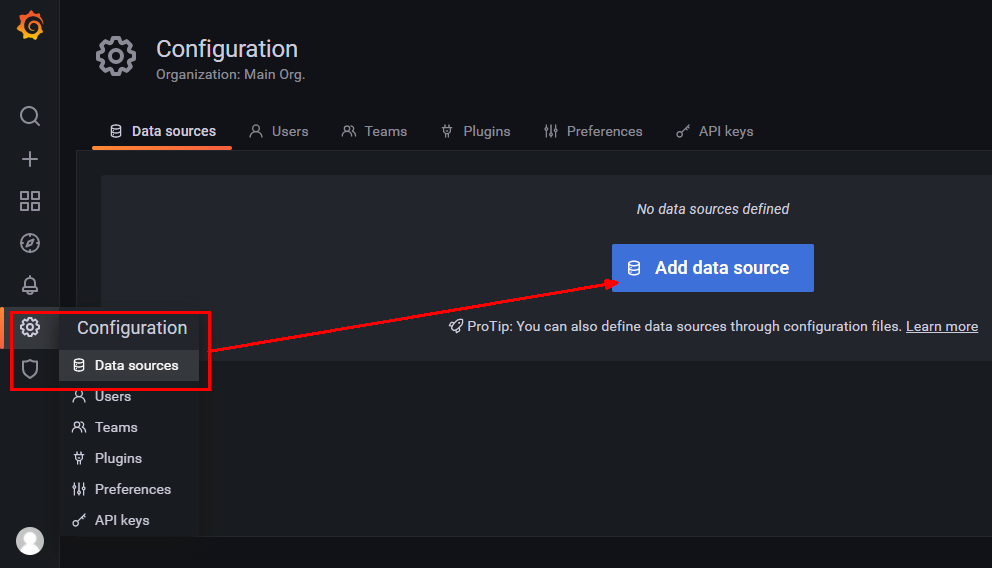 Configuration
Organization: Main Org.
Data sources Users Teams Plugins Preferences API keys
No data sources defined
Add data source
ProTip: You can also define data sources through configuration files. Learn more
Configuration
Data sources
Users
Teams
Plugins
Preferences
API keys